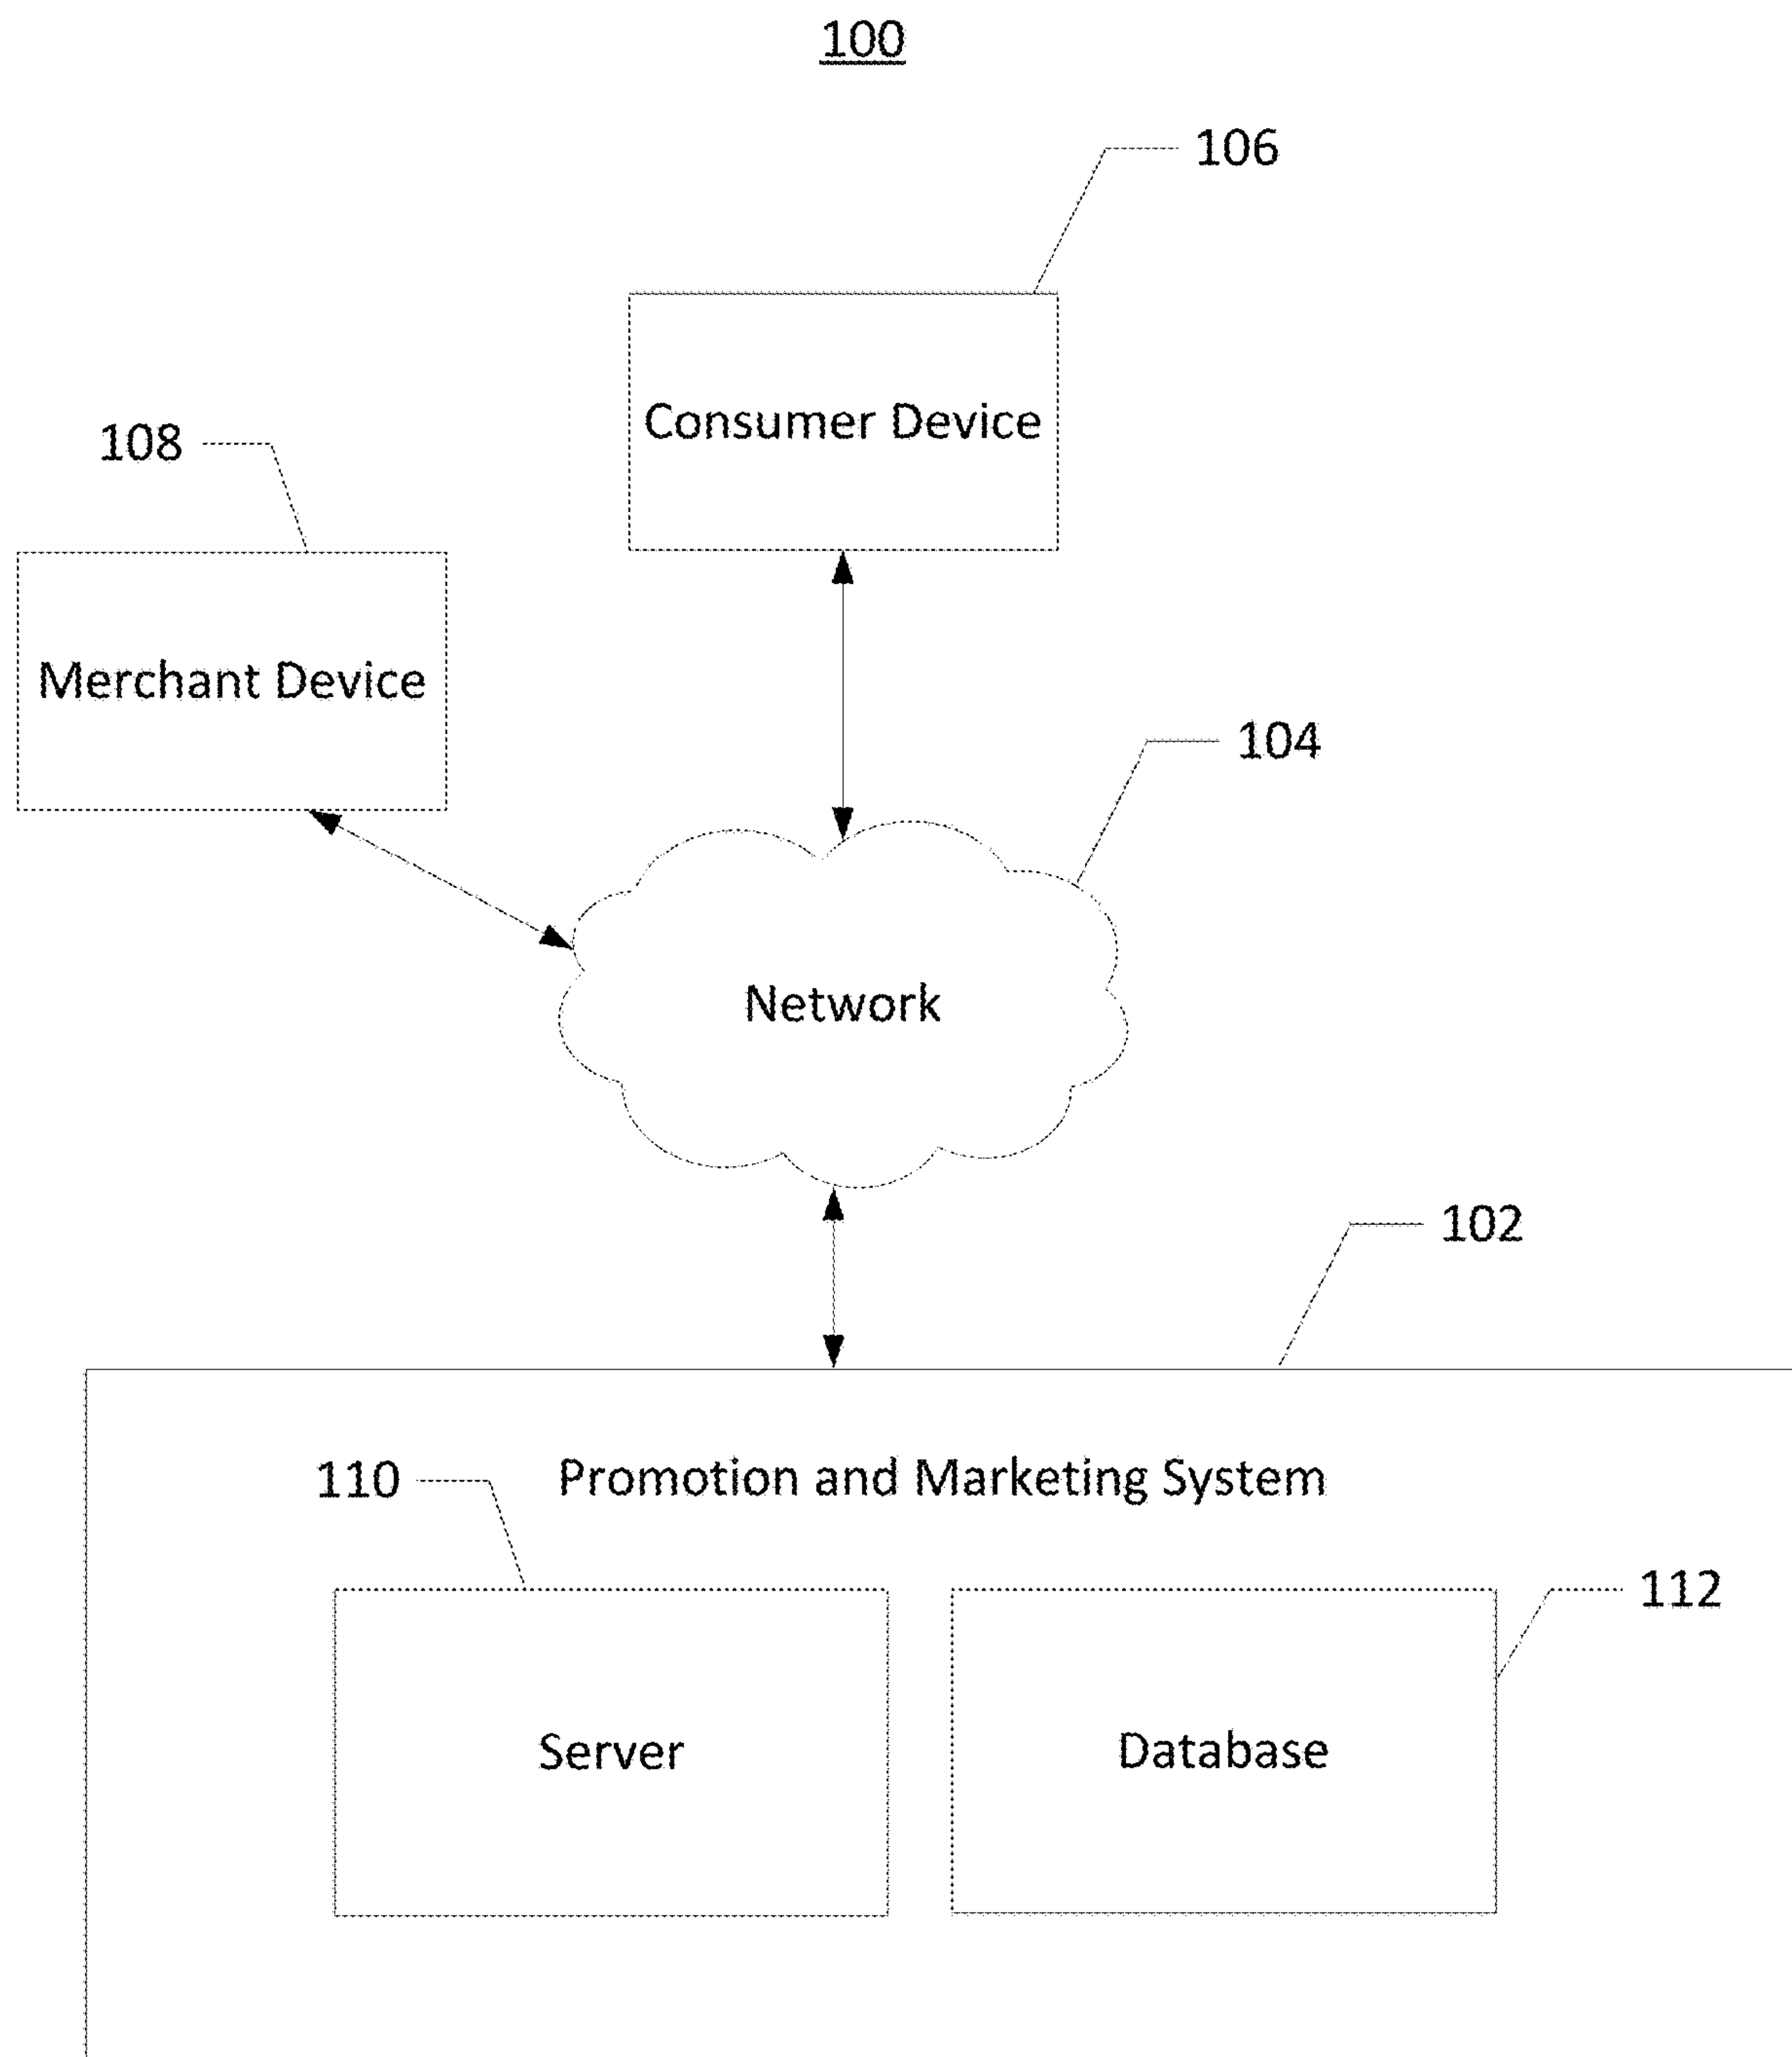 100
106
Consumer Device
108
Merchant Device
104
Network
102
Promotion and Marketing System
110
112
Server
Database